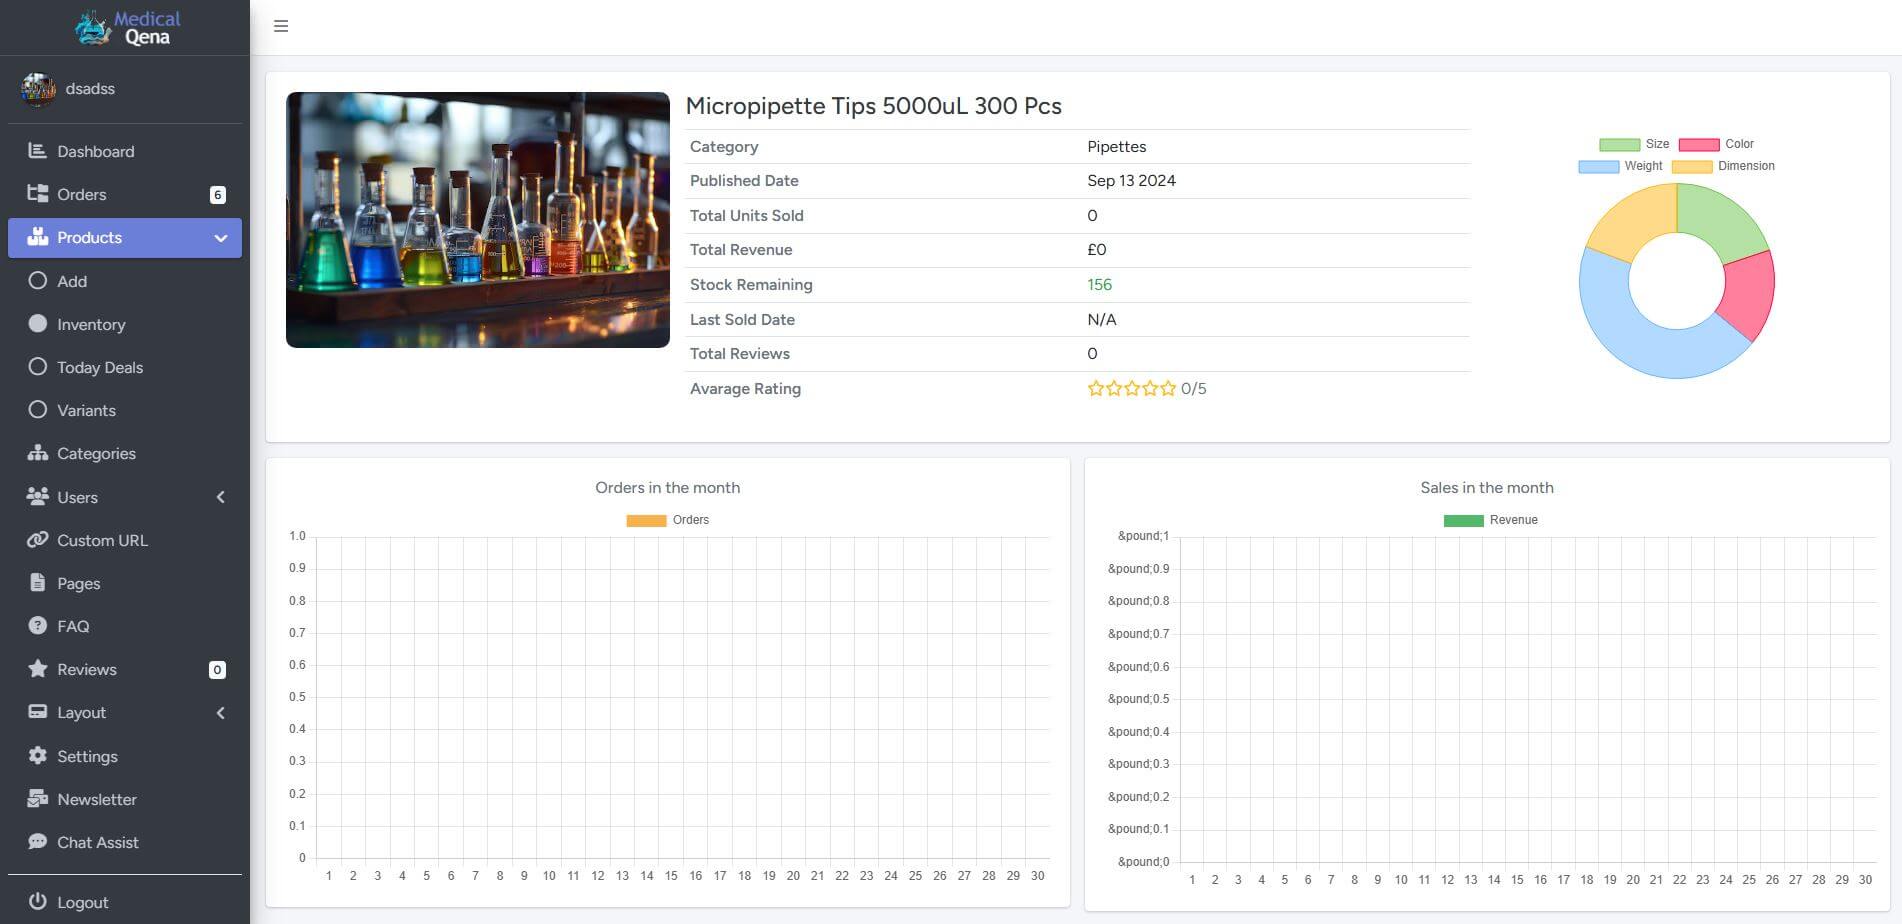 Medical
Qena
dsadss
Dashboard
Orders 6
Products
Add
Inventory
Today Deals
Variants
Categories
Users
Custom URL
Pages
FAQ
Reviews 0
Layout
Settings
Newsletter
Chat Assist
Logout
Micropipette Tips 5000uL 300 Pcs
Category Pipettes
Published Date Sep 13 2024
Total Units Sold 0
Total Revenue £0
Stock Remaining 156
Last Sold Date N/A
Total Reviews 0
Avarage Rating 0/5
Size Color
Weight Dimension
Orders in the month
Orders
1.0
0.9
0.8
0.7
0.6
0.5
0.4
0.3
0.2
0.1
0
1 2 3 4 5 6 7 8 9 10 11 12 13 14 15 16 17 18 19 20 21 22 23 24 25 26 27 28 29 30
Sales in the month
Revenue
&pound;1
&pound;0.9
&pound;0.8
&pound;0.7
&pound;0.6
&pound;0.5
&pound;0.4
&pound;0.3
&pound;0.2
&pound;0.1
&pound;0
1 2 3 4 5 6 7 8 9 10 11 12 13 14 15 16 17 18 19 20 21 22 23 24 25 26 27 28 29 30